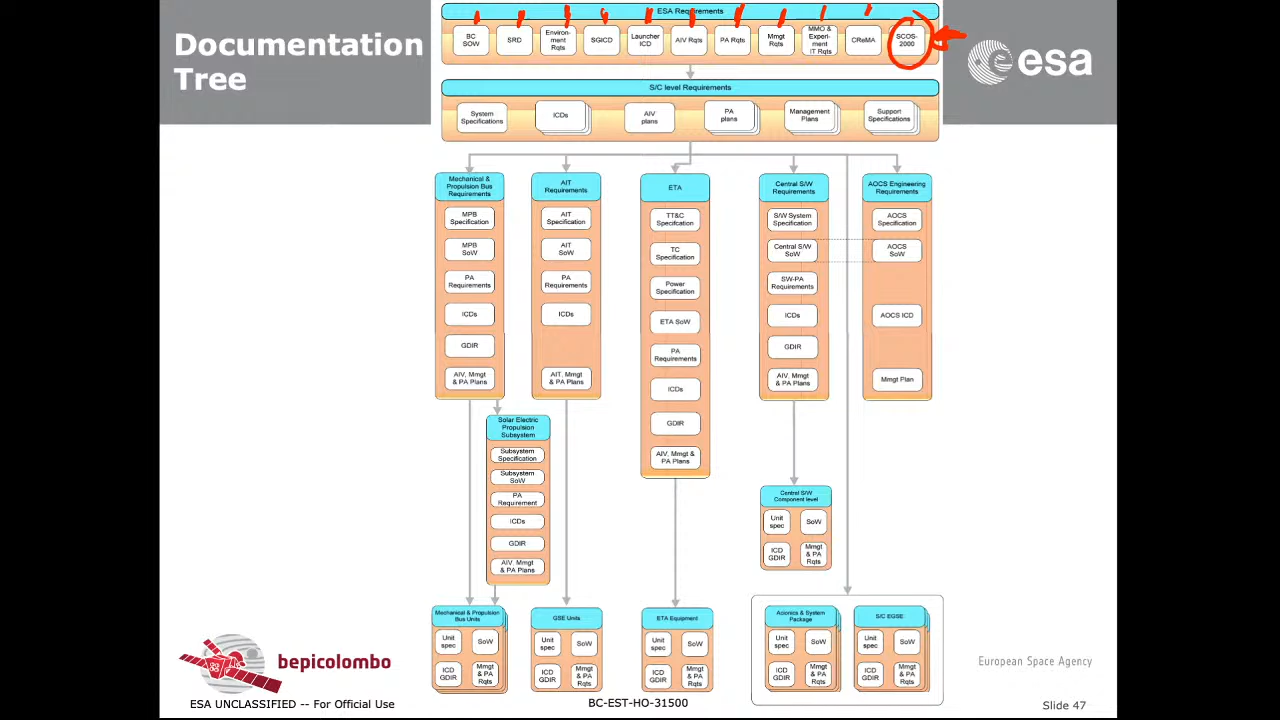 Documentation
Tree
ESA Requirements
BC
SOW
SRD
Environ-
ment
Rqts
SGICD
Launcher
ICD
AIV Rqts
PA Rqts
Mmgt
Rqts
MMO &
Experi-
ment
IT Rqts
CReMA
SCOS-
2000
esa
S/C level Requirements
System
Specifications
ICDs
AIV
plans
PA
plans
Management
Plans
Support
Specifications
Mechanical &
Propulsion Bus
Requirements
MPB
Specification
MPB
SoW
PA
Requirements
ICDs
GDIR
AIV, Mmgt
& PA Plans
AIT
Requirements
AIT
Specification
AIT
SoW
PA
Requirements
ICDs
AIT, Mmgt
& PA Plans
ETA
TT&C
Specifcation
TC
Specification
Power
Specification
ETA SoW
PA
Requirements
ICDs
GDIR
AIV, Mmgt &
PA Plans
Central S/W
Requirements
S/W System
Specification
Central S/W
SoW
SW-PA
Requirements
ICDs
GDIR
AIV, Mmgt
& PA Plans
AOCS Engineering
Requirements
AOCS
Specification
AOCS
SoW
AOCS ICD
Mmgt Plan
Solar Electric
Propulsion
Subsystem
Subsystem
Specification
Subsystem
SoW
PA
Requirement
ICDs
GDIR
AIV, Mmgt
& PA Plans
Central S/W
Component level
Unit
spec
SoW
ICD
GDIR
Mmgt
& PA
Rqts
Mechanical & Propulsion
Bus Units
Unit
spec
SoW
ICD
GDIR
Mmgt
& PA
Rqts
GSE Units
Unit
spec
SoW
ICD
GDIR
Mmgt
& PA
Rqts
ETA Equipment
Unit
spec
SoW
ICD
GDIR
Mmgt
& PA
Rqts
Acionics & System
Package
Unit
spec
SoW
ICD
GDIR
Mmgt
& PA
Rqts
S/C EGSE
Unit
spec
SoW
ICD
GDIR
Mmgt
& PA
Rqts
bepicolombo
European Space Agency
ESA UNCLASSIFIED -- For Official Use
BC-EST-HO-31500
Slide 47